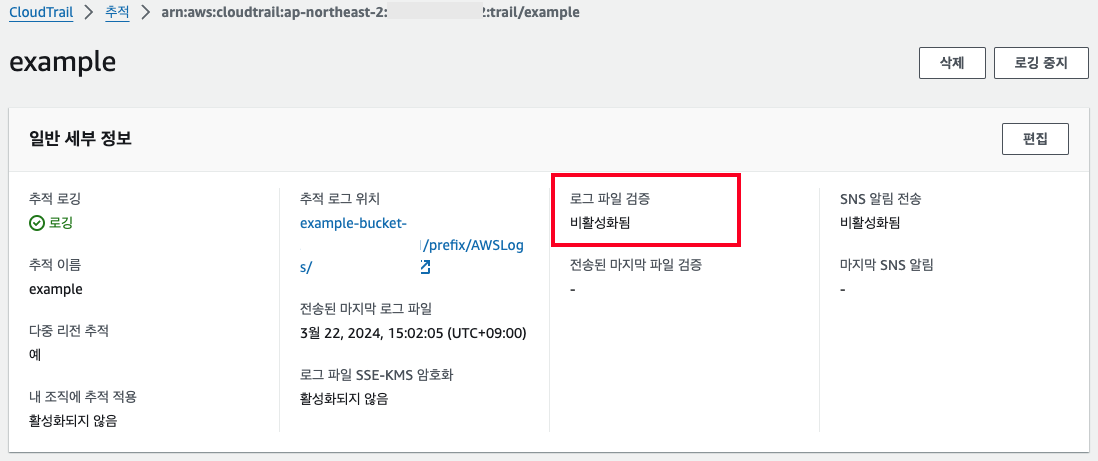 CloudTrail > 추적 > arn:aws:cloudtrail:ap-northeast-2: :trail/example
example
삭제
로깅 중지
일반 세부 정보
편집
추적 로깅
로깅
추적 이름
example
다중 리전 추적
예
내 조직에 추적 적용
활성화되지 않음
추적 로그 위치
example-bucket-
/prefix/AWSLog
s/
전송된 마지막 로그 파일
3월 22, 2024, 15:02:05 (UTC+09:00)
로그 파일 SSE-KMS 암호화
활성화되지 않음
로그 파일 검증
비활성화됨
전송된 마지막 파일 검증
-
SNS 알림 전송
비활성화됨
마지막 SNS 알림
-